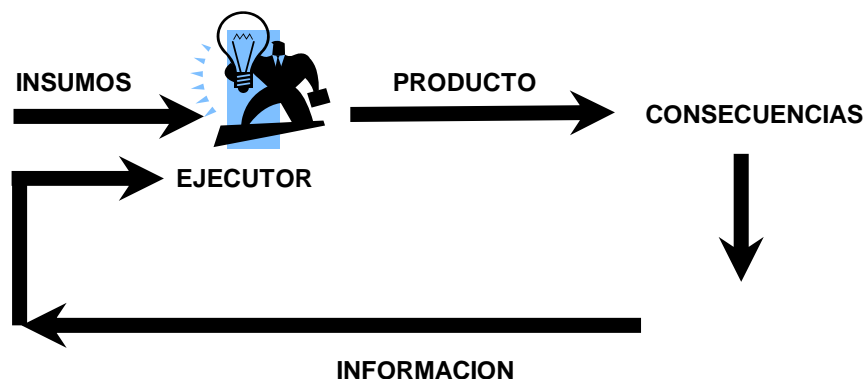 INSUMOS
PRODUCTO
CONSECUENCIAS
EJECUTOR
INFORMACION